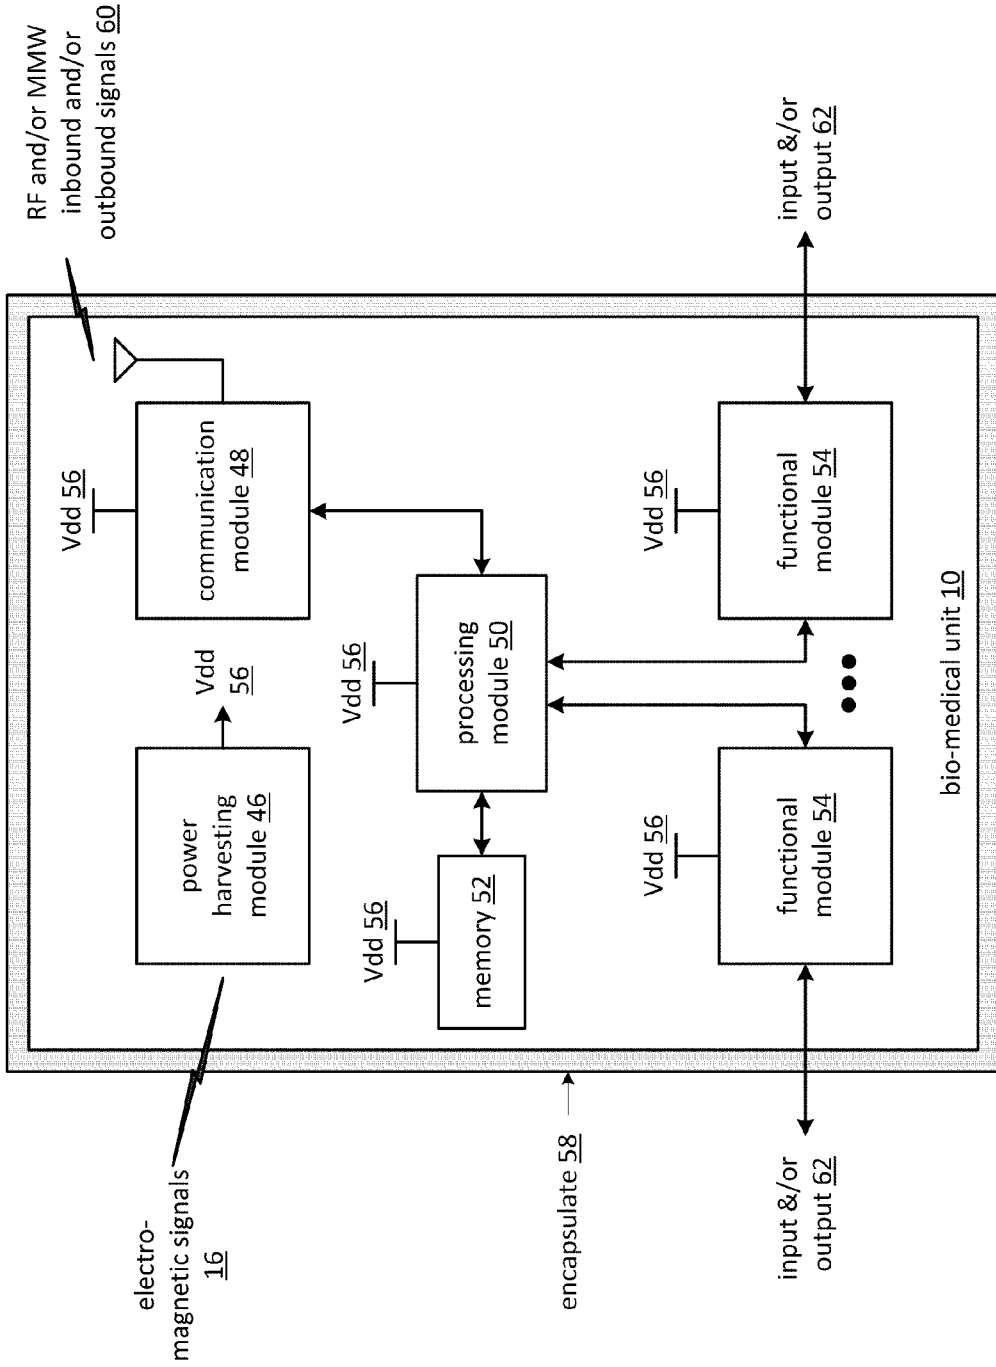 electro-
magnetic signals
16
RF and/or MMW
inbound and/or
outbound signals 60
power
harvesting
module 46
Vdd
56
Vdd 56
communication
module 48
Vdd 56
memory 52
Vdd 56
processing
module 50
encapsulate 58
Vdd 56
functional
module 54
Vdd 56
functional
module 54
input &/or
output 62
input &/or
output 62
bio-medical unit 10